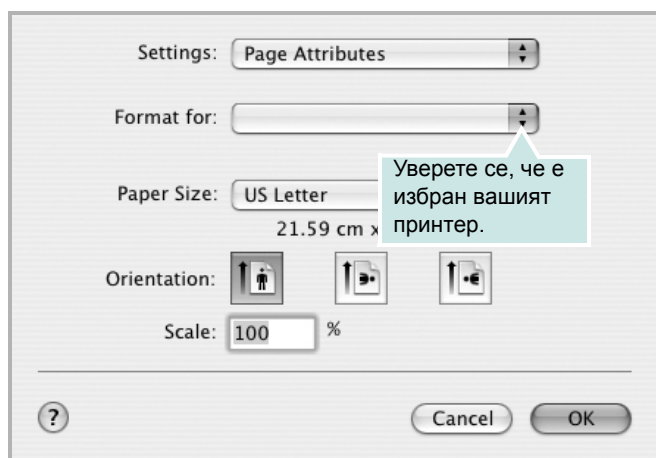 Settings: Page Attributes
Format for:
Уверете се, че е
избран вашият
принтер.
Paper Size: US Letter
21.59 cm x
Orientation:
Scale: 100 %
? Cancel OK